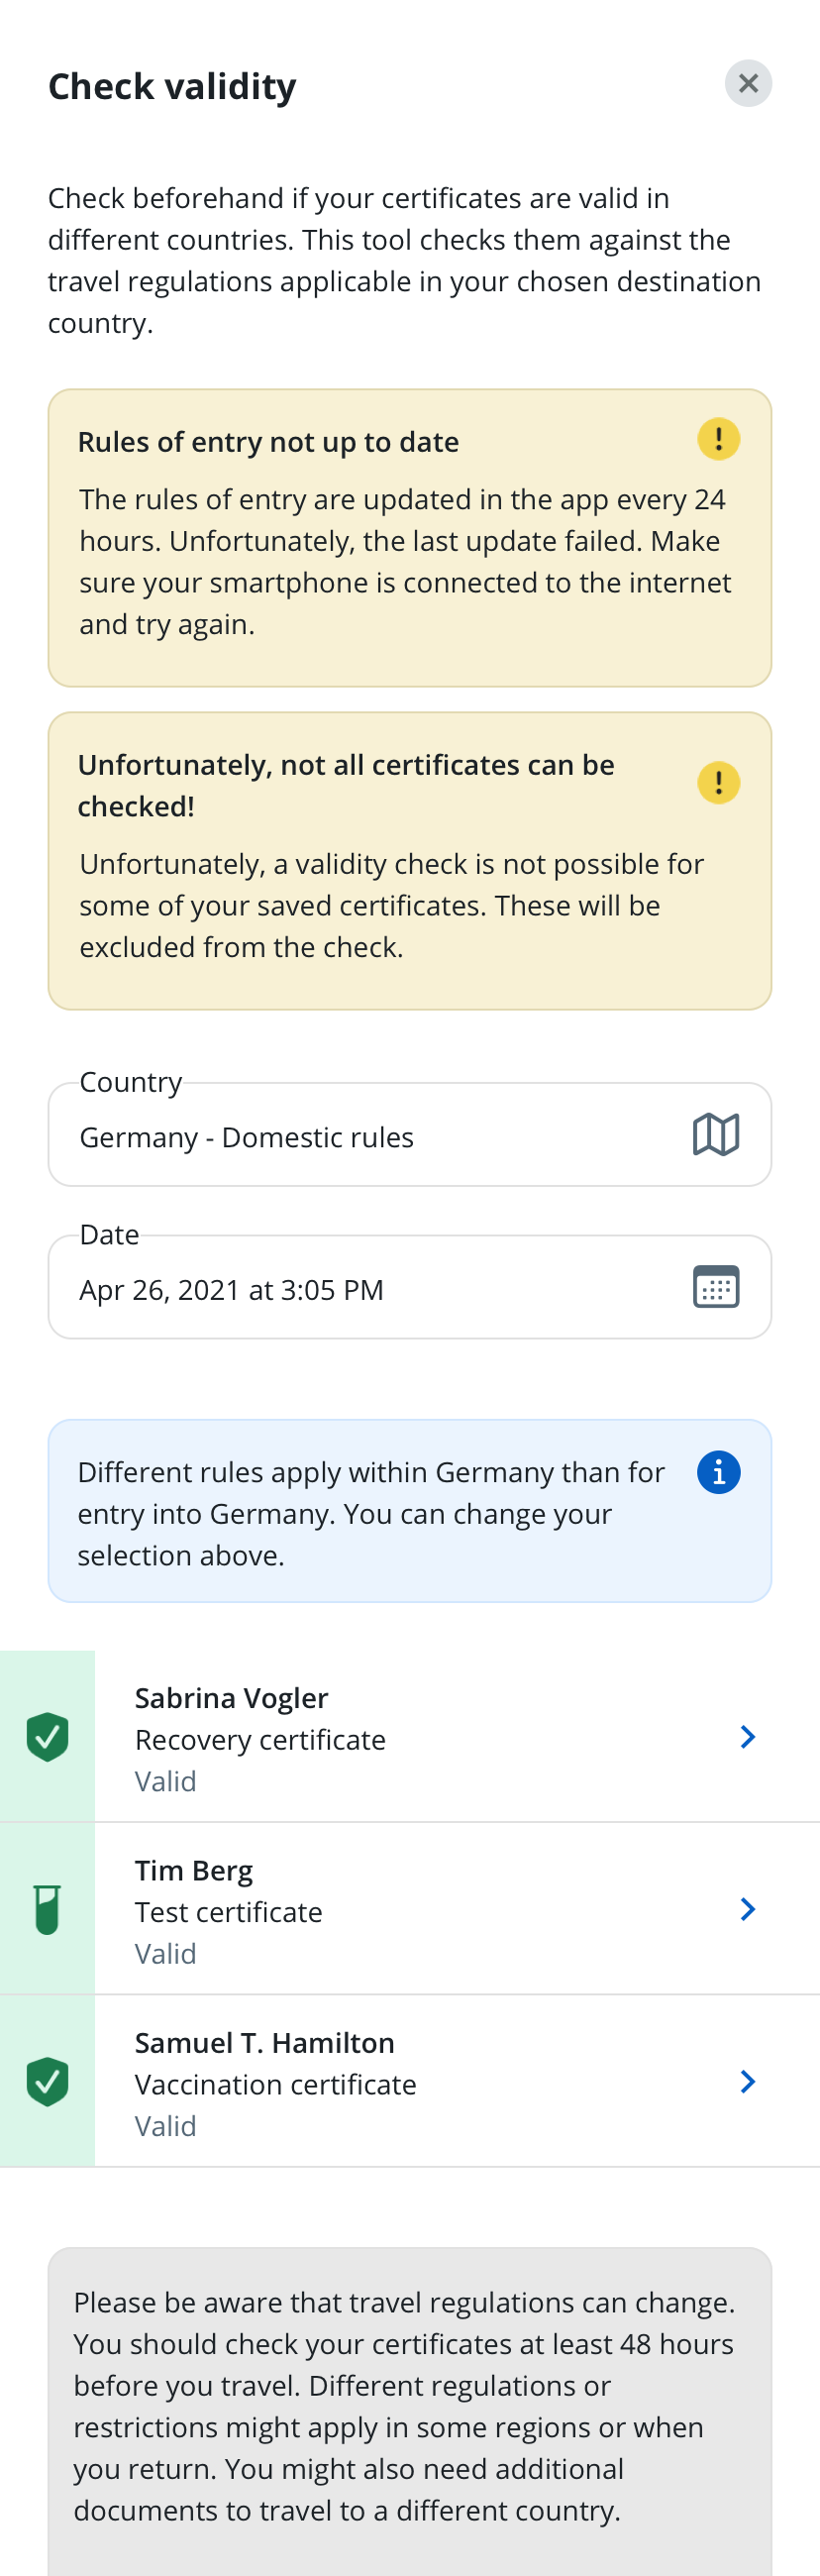 Check validity
Check beforehand if your certificates are valid in
different countries. This tool checks them against the
travel regulations applicable in your chosen destination
country.
Rules of entry not up to date
The rules of entry are updated in the app every 24
hours. Unfortunately, the last update failed. Make
sure your smartphone is connected to the internet
and try again.
Unfortunately, not all certificates can be
checked!
Unfortunately, a validity check is not possible for
some of your saved certificates. These will be
excluded from the check.
Country
Germany - Domestic rules
Date
Apr 26, 2021 at 3:05 PM
Different rules apply within Germany than for
entry into Germany. You can change your
selection above.
Sabrina Vogler
Recovery certificate
Valid
Tim Berg
Test certificate
Valid
Samuel T. Hamilton
Vaccination certificate
Valid
Please be aware that travel regulations can change.
You should check your certificates at least 48 hours
before you travel. Different regulations or
restrictions might apply in some regions or when
you return. You might also need additional
documents to travel to a different country.